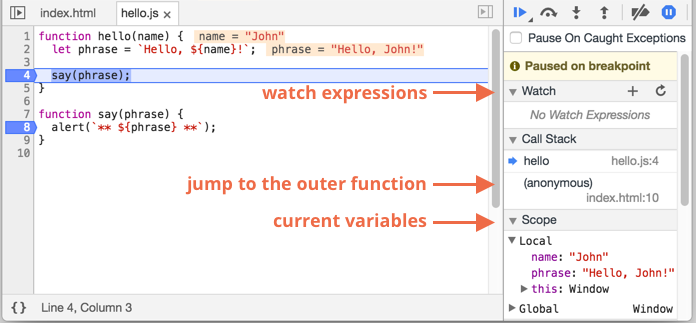 index.html hello.js ×
1 function hello(name) { name = "John"
2 let phrase = `Hello, ${name}!`; phrase = "Hello, John!"
3
4 say(phrase);
5 }
6
7 function say(phrase) {
8 alert(`** ${phrase} **`);
9 }
10
{} Line 4, Column 3
watch expressions
jump to the outer function
current variables
Pause On Caught Exceptions
Paused on breakpoint
Watch
No Watch Expressions
Call Stack
hello hello.js:4
(anonymous)
index.html:10
Scope
Local
name: "John"
phrase: "Hello, John!"
this: Window
Global Window